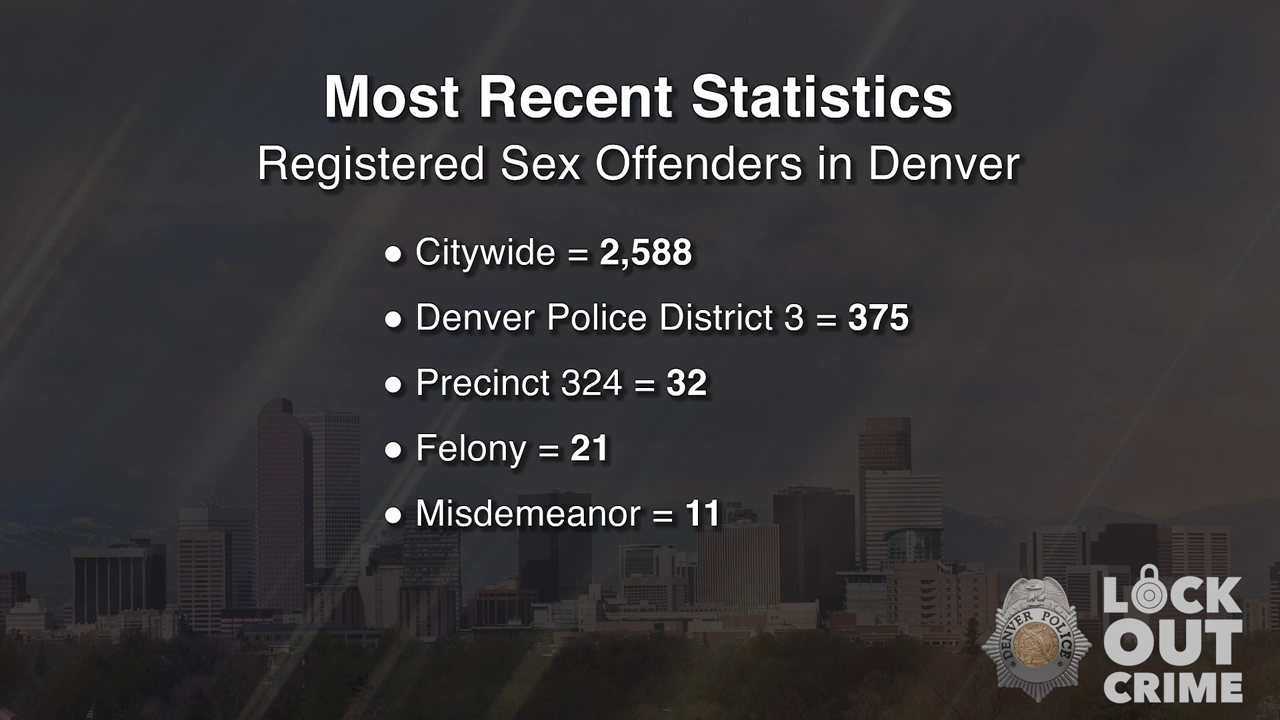 Most Recent Statistics
Registered Sex Offenders in Denver
● Citywide = 2,588
● Denver Police District 3 = 375
● Precinct 324 = 32
● Felony = 21
● Misdemeanor = 11
DENVER POLICE
LOCK
OUT
CRIME